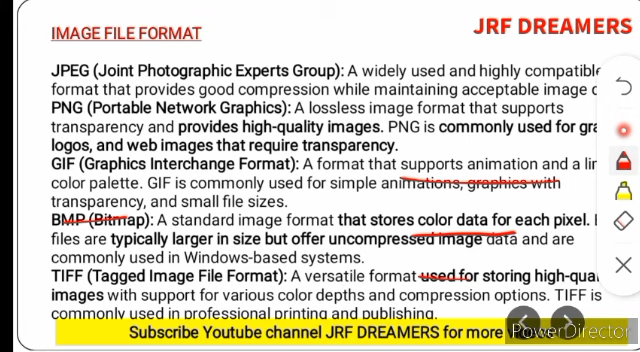 IMAGE FILE FORMAT
JRF DREAMERS
JPEG (Joint Photographic Experts Group): A widely used and highly compatible
format that provides good compression while maintaining acceptable image
PNG (Portable Network Graphics): A lossless image format that supports
transparency and provides high-quality images. PNG is commonly used for
logos, and web images that require transparency.
GIF (Graphics Interchange Format): A format that supports animation and a
color palette. GIF is commonly used for simple animations, graphics with
transparency, and small file sizes.
BMP (Bitmap): A standard image format that stores color data for each pixel.
files are typically larger in size but offer uncompressed image data and are
commonly used in Windows-based systems.
TIFF (Tagged Image File Format): A versatile format used for storing
images with support for various color depths and compression options. TIFF is
commonly used in professional printing and publishing.
Subscribe Youtube channel JRF DREAMERS for more
PowerDirector